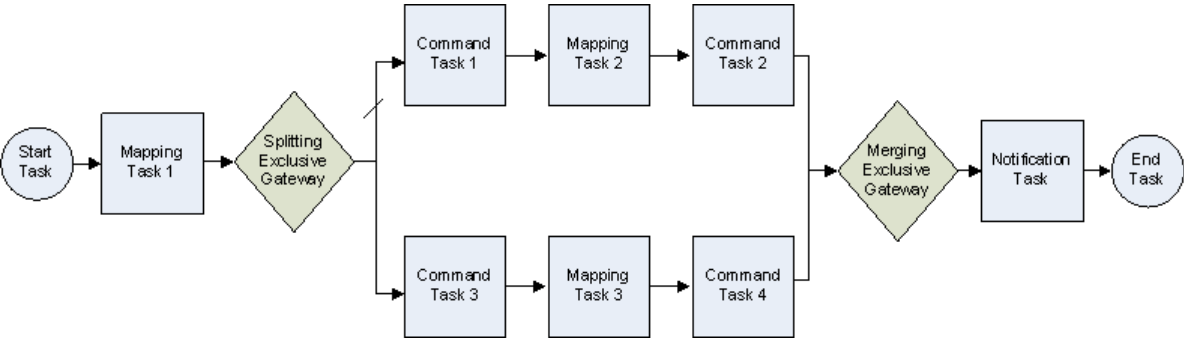 Start
Task
Mapping
Task 1
Splitting
Exclusive
Gateway
Command
Task 1
Mapping
Task 2
Command
Task 2
Command
Task 3
Mapping
Task 3
Command
Task 4
Merging
Exclusive
Gateway
Notification
Task
End
Task